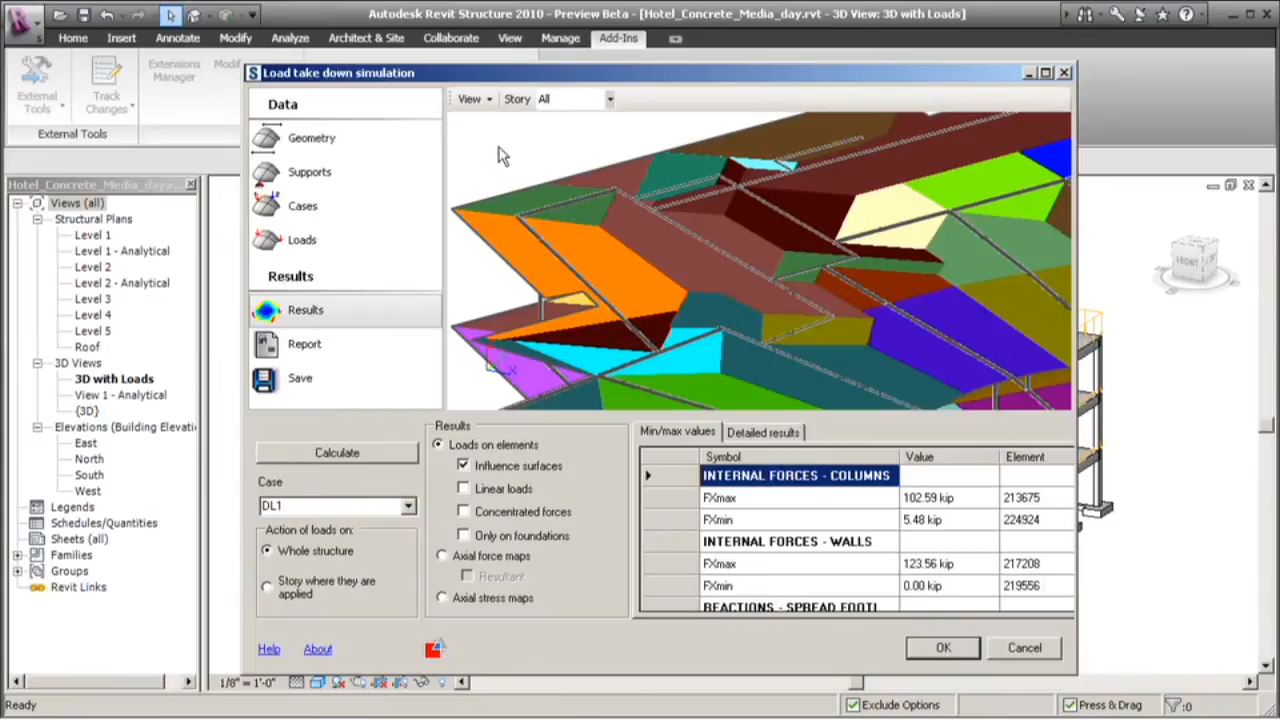 Autodesk Revit Structure 2010 - Preview Beta - [Hotel_Concrete_Media_day.rvt - 3D View: 3D with Loads]
Home Insert Annotate Modify Analyze Architect & Site Collaborate View Manage Add-Ins
External Tools
Track Changes
Extensions Manager
External Tools
Load take down simulation
Data
Geometry
Supports
Cases
Loads
Results
Results
Report
Save
View Story All
Hotel_Concrete_Media_day.
Views (all)
Structural Plans
Level 1
Level 1 - Analytical
Level 2
Level 2 - Analytical
Level 3
Level 4
Level 5
Roof
3D Views
3D with Loads
View 1 - Analytical
{3D}
Elevations (Building Elevati
East
North
South
West
Legends
Schedules/Quantities
Sheets (all)
Families
Groups
Revit Links
FRONT
X
Calculate
Case
DL1
Action of loads on:
Whole structure
Story where they are applied
Results
Loads on elements
Influence surfaces
Linear loads
Concentrated forces
Only on foundations
Axial force maps
Resultant
Axial stress maps
Min/max values Detailed results
Symbol Value Element
INTERNAL FORCES - COLUMNS
FXmax 102.59 kip 213675
FXmin 5.48 kip 224924
INTERNAL FORCES - WALLS
FXmax 123.56 kip 217208
FXmin 0.00 kip 219556
REACTIONS - SPREAD FOOTI
Help About
OK Cancel
1/8" = 1'-0"
Ready
Exclude Options
Press & Drag
:0